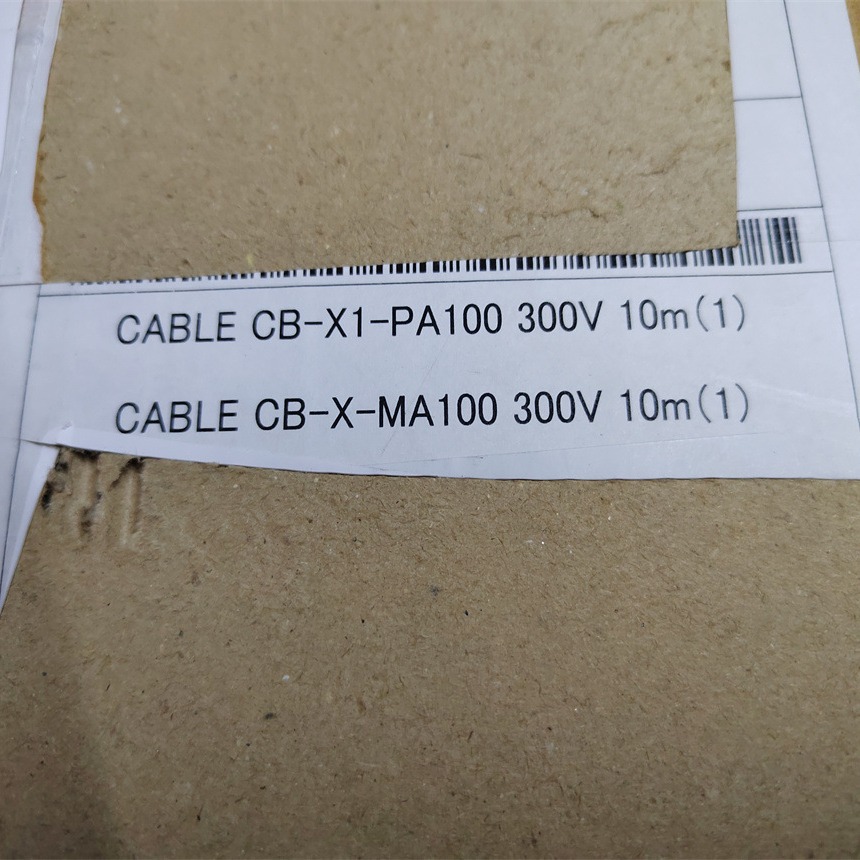 CABLE CB-X1-PA100 300V 10m(1)
CABLE CB-X-MA100 300V 10m(1)